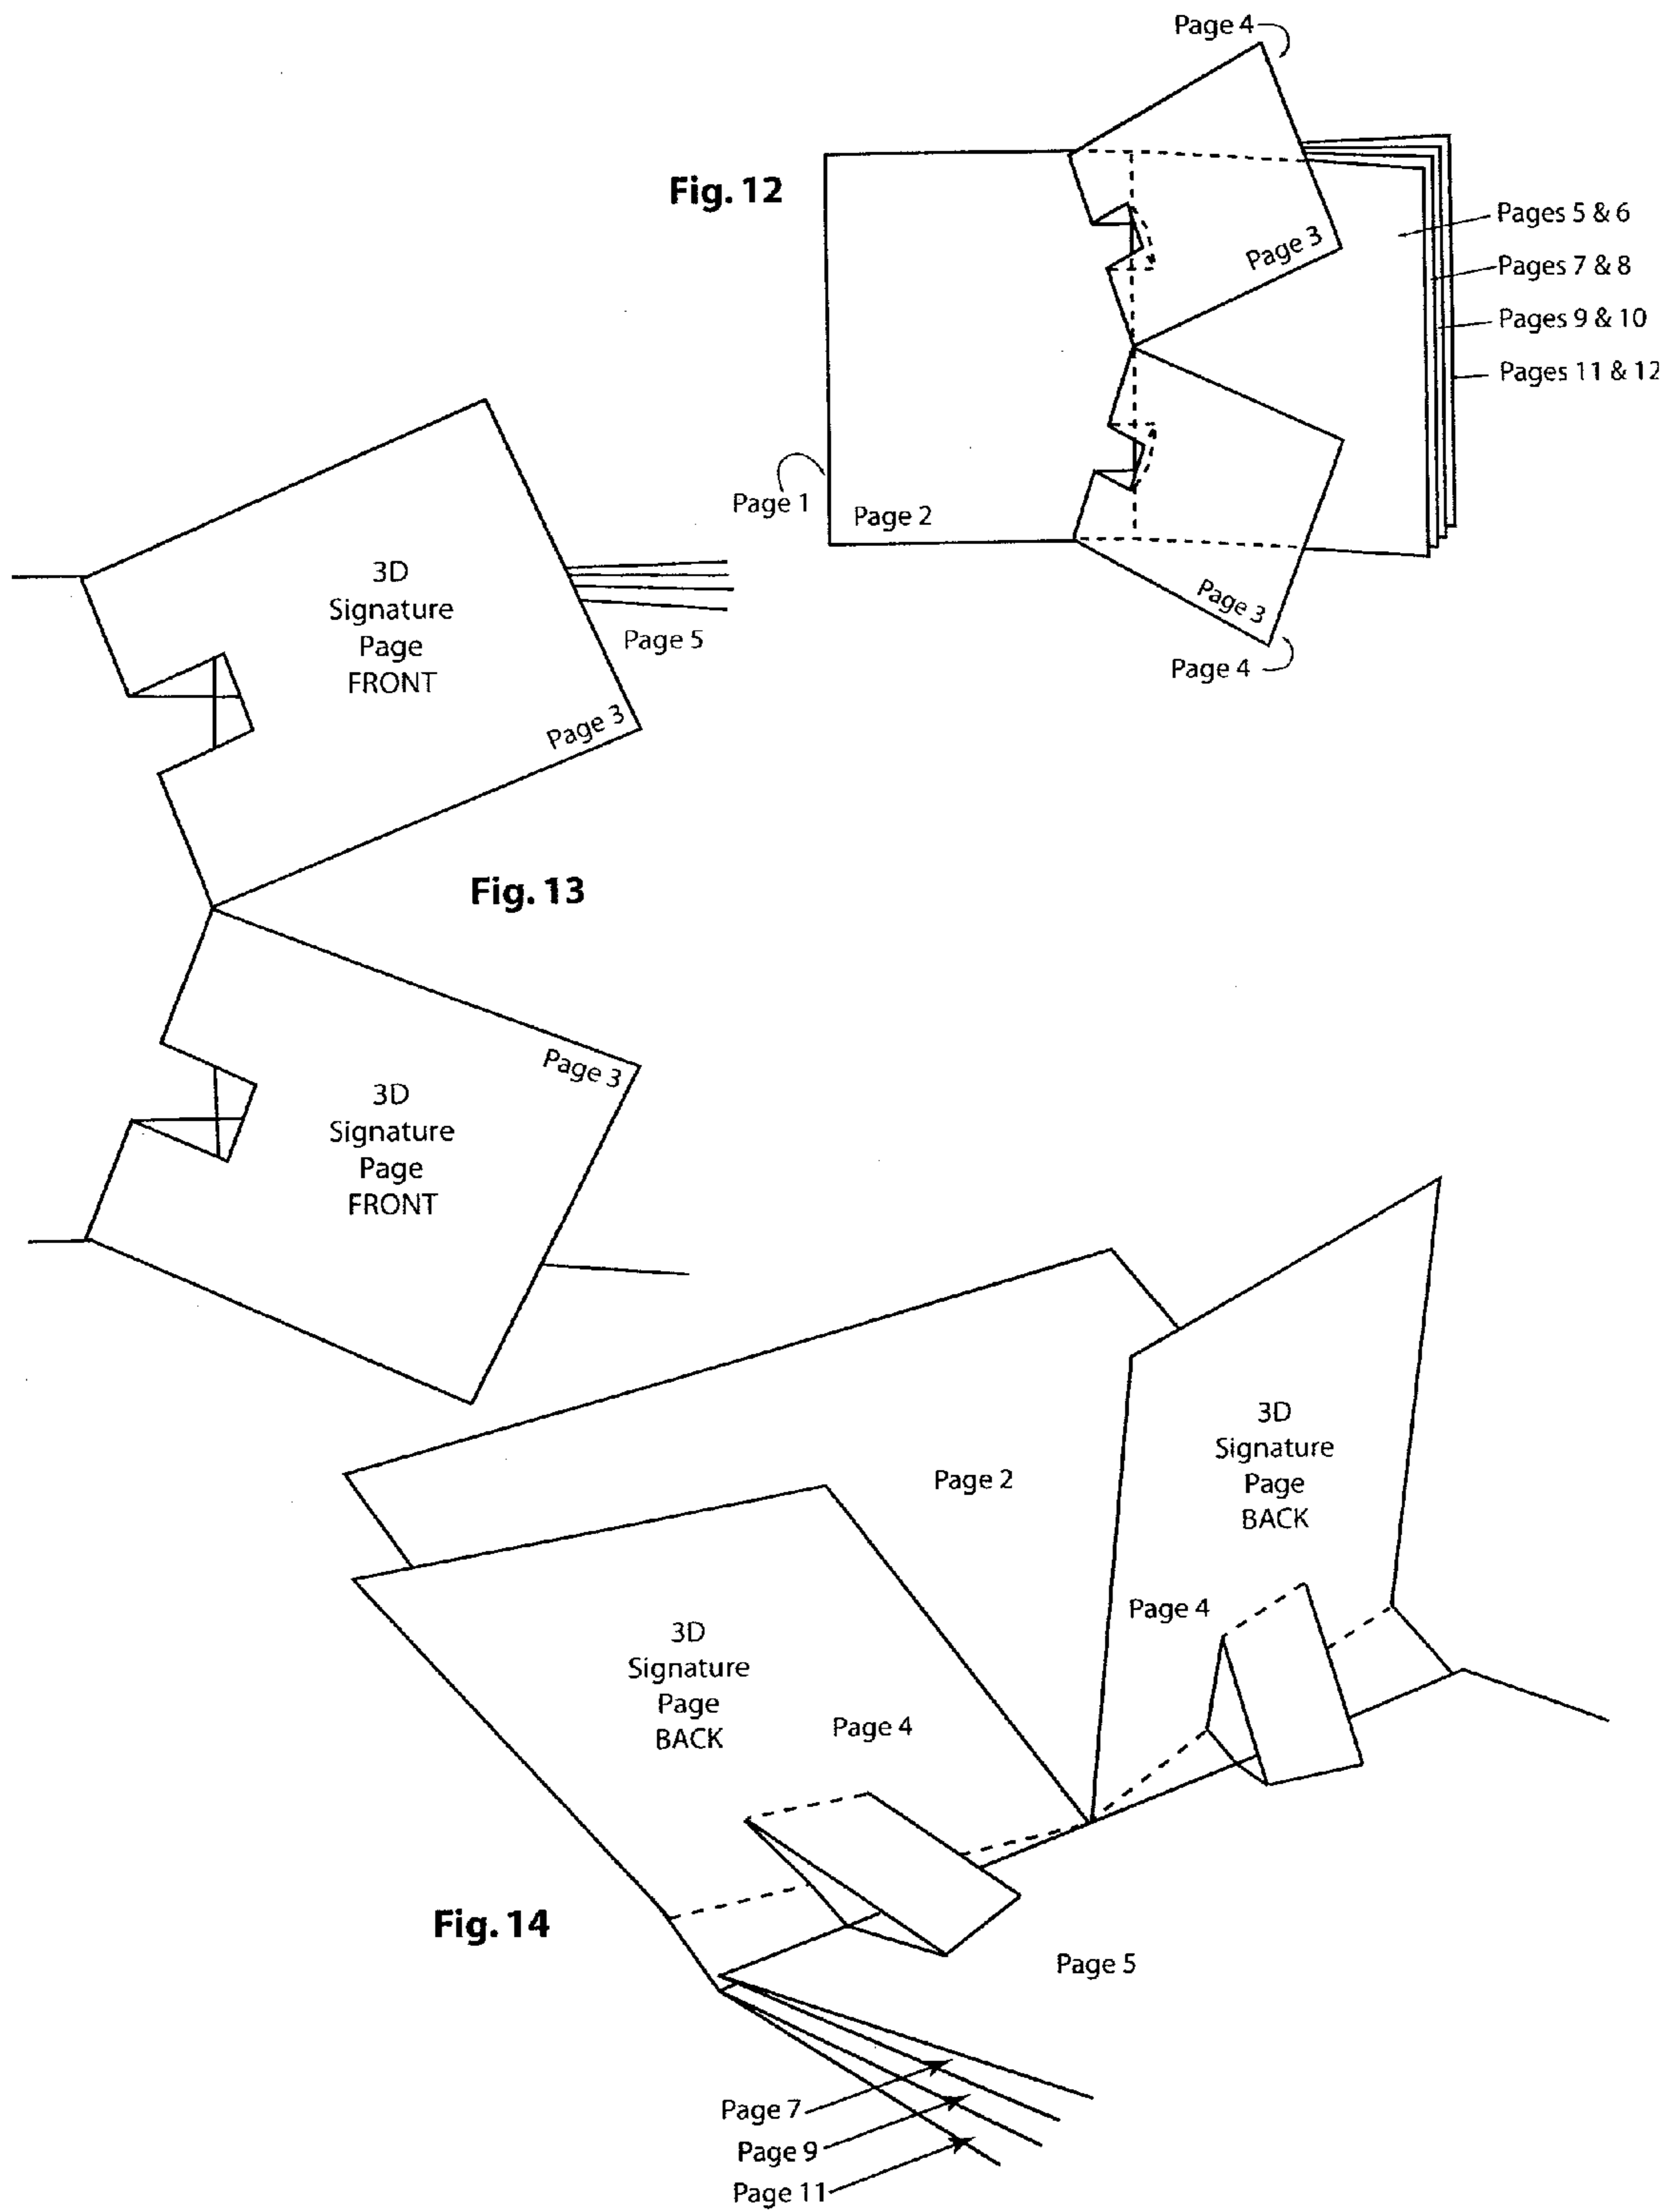 Page 4
Fig. 12
Pages 5 & 6
Page 3
Pages 7 & 8
Pages 9 & 10
Pages 11 & 12
Page 1
Page 2
Page 3
Page 4
3D
Signature
Page
FRONT
Page 5
Page 3
Fig. 13
Page 3
3D
Signature
Page
FRONT
3D
Signature
Page
BACK
Page 2
Page 4
3D
Signature
Page
BACK
Page 4
Fig. 14
Page 5
Page 7
Page 9
Page 11